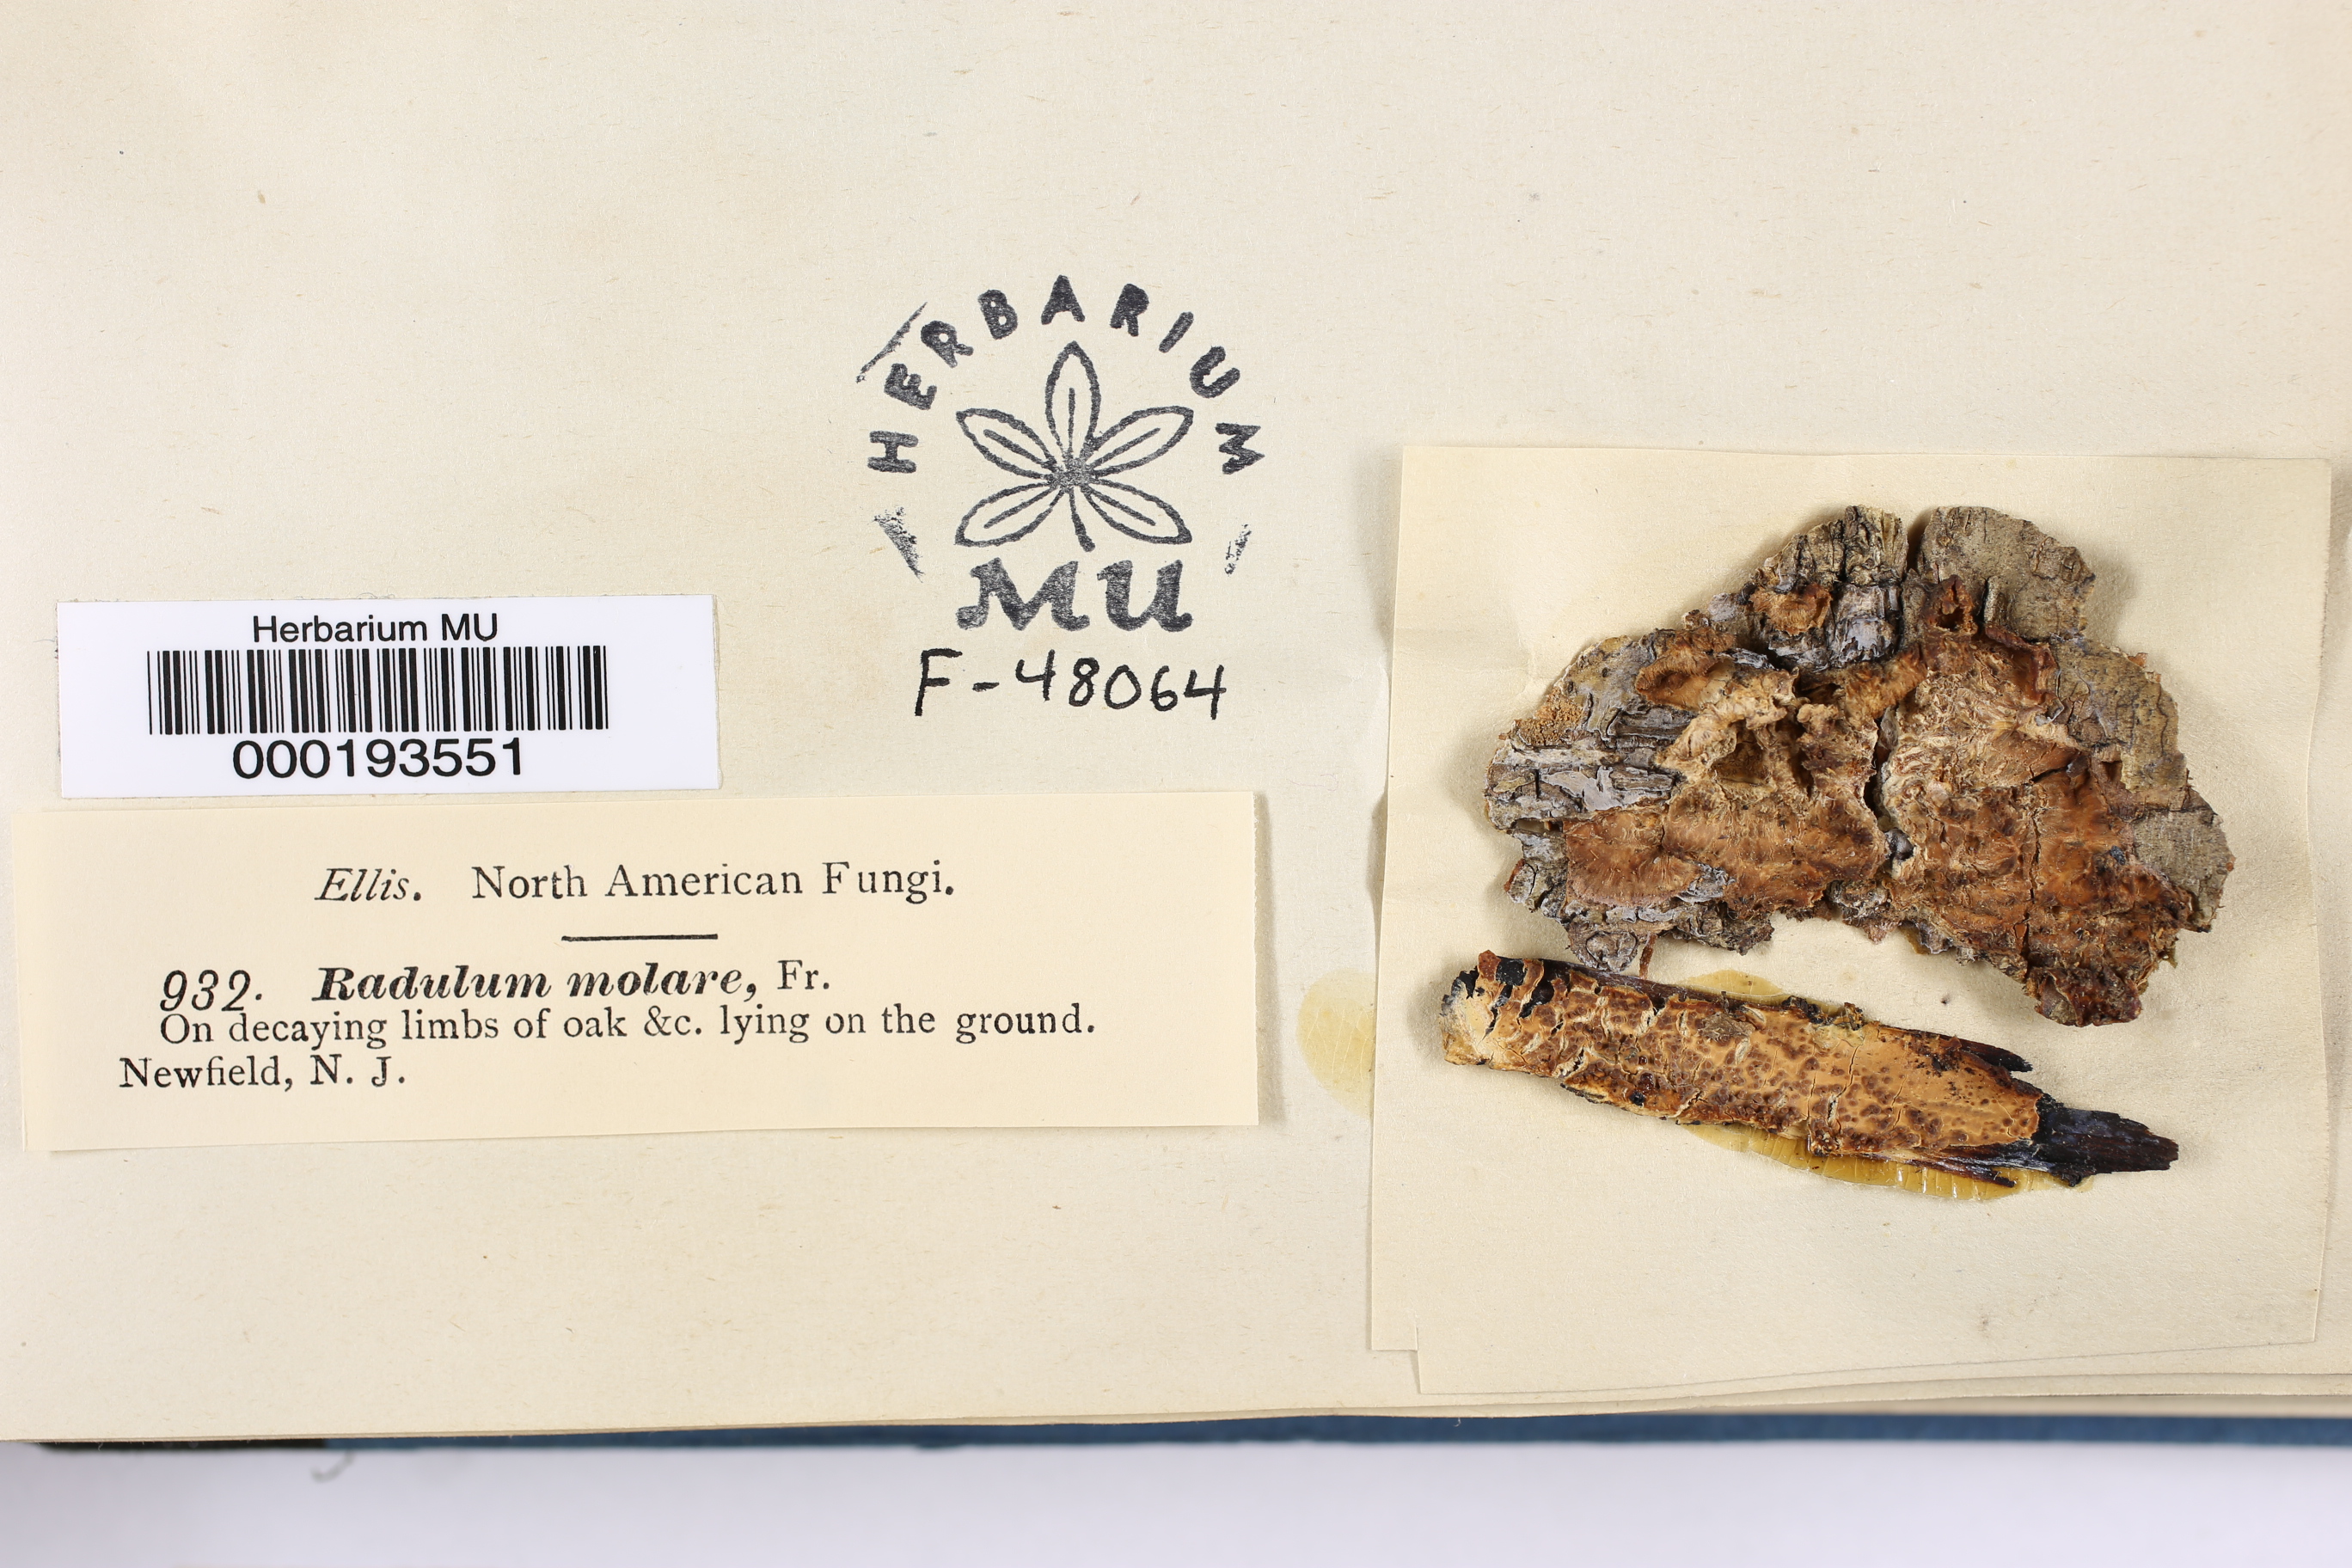 HERBARIUM
MU
F-48064
Herbarium MU
000193551
Ellis. North American Fungi.
932. Radulum molare, Fr.
On decaying limbs of oak &c. lying on the ground.
Newfield, N. J.